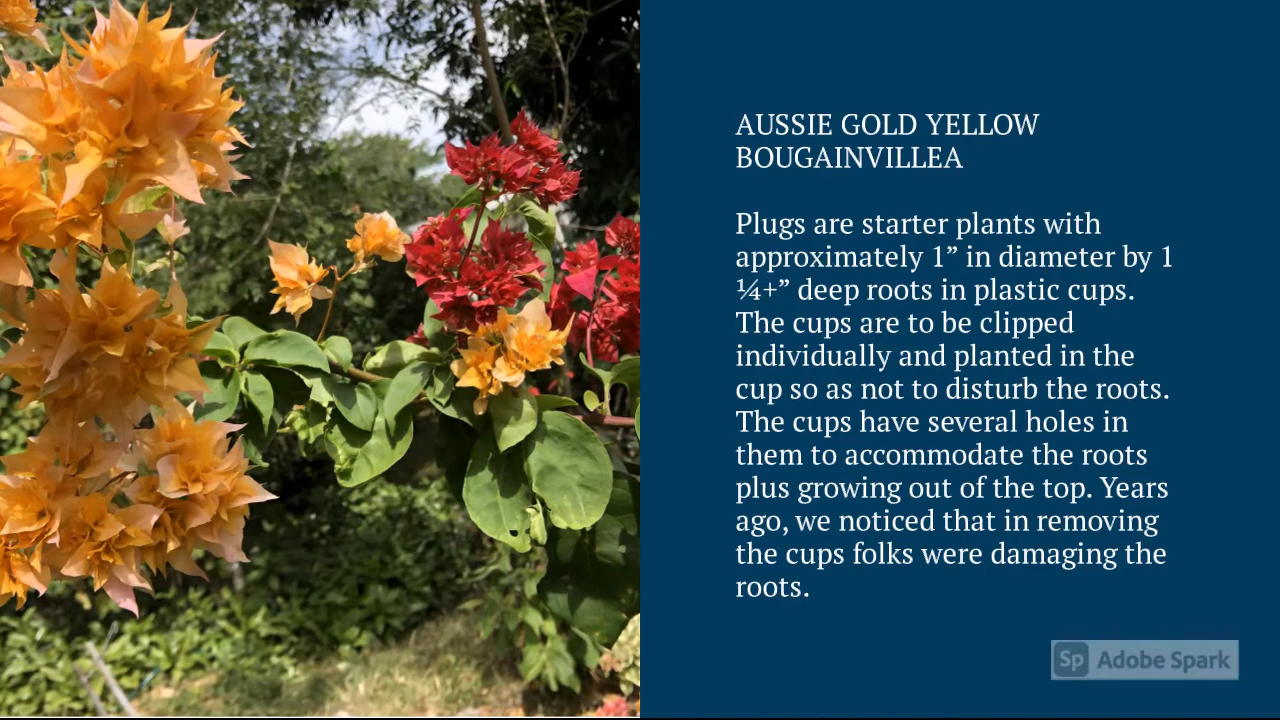 AUSSIE GOLD YELLOW
BOUGAINVILLEA
Plugs are starter plants with
approximately 1” in diameter by 1
¼+” deep roots in plastic cups.
The cups are to be clipped
individually and planted in the
cup so as not to disturb the roots.
The cups have several holes in
them to accommodate the roots
plus growing out of the top. Years
ago, we noticed that in removing
the cups folks were damaging the
roots.
Sp Adobe Spark